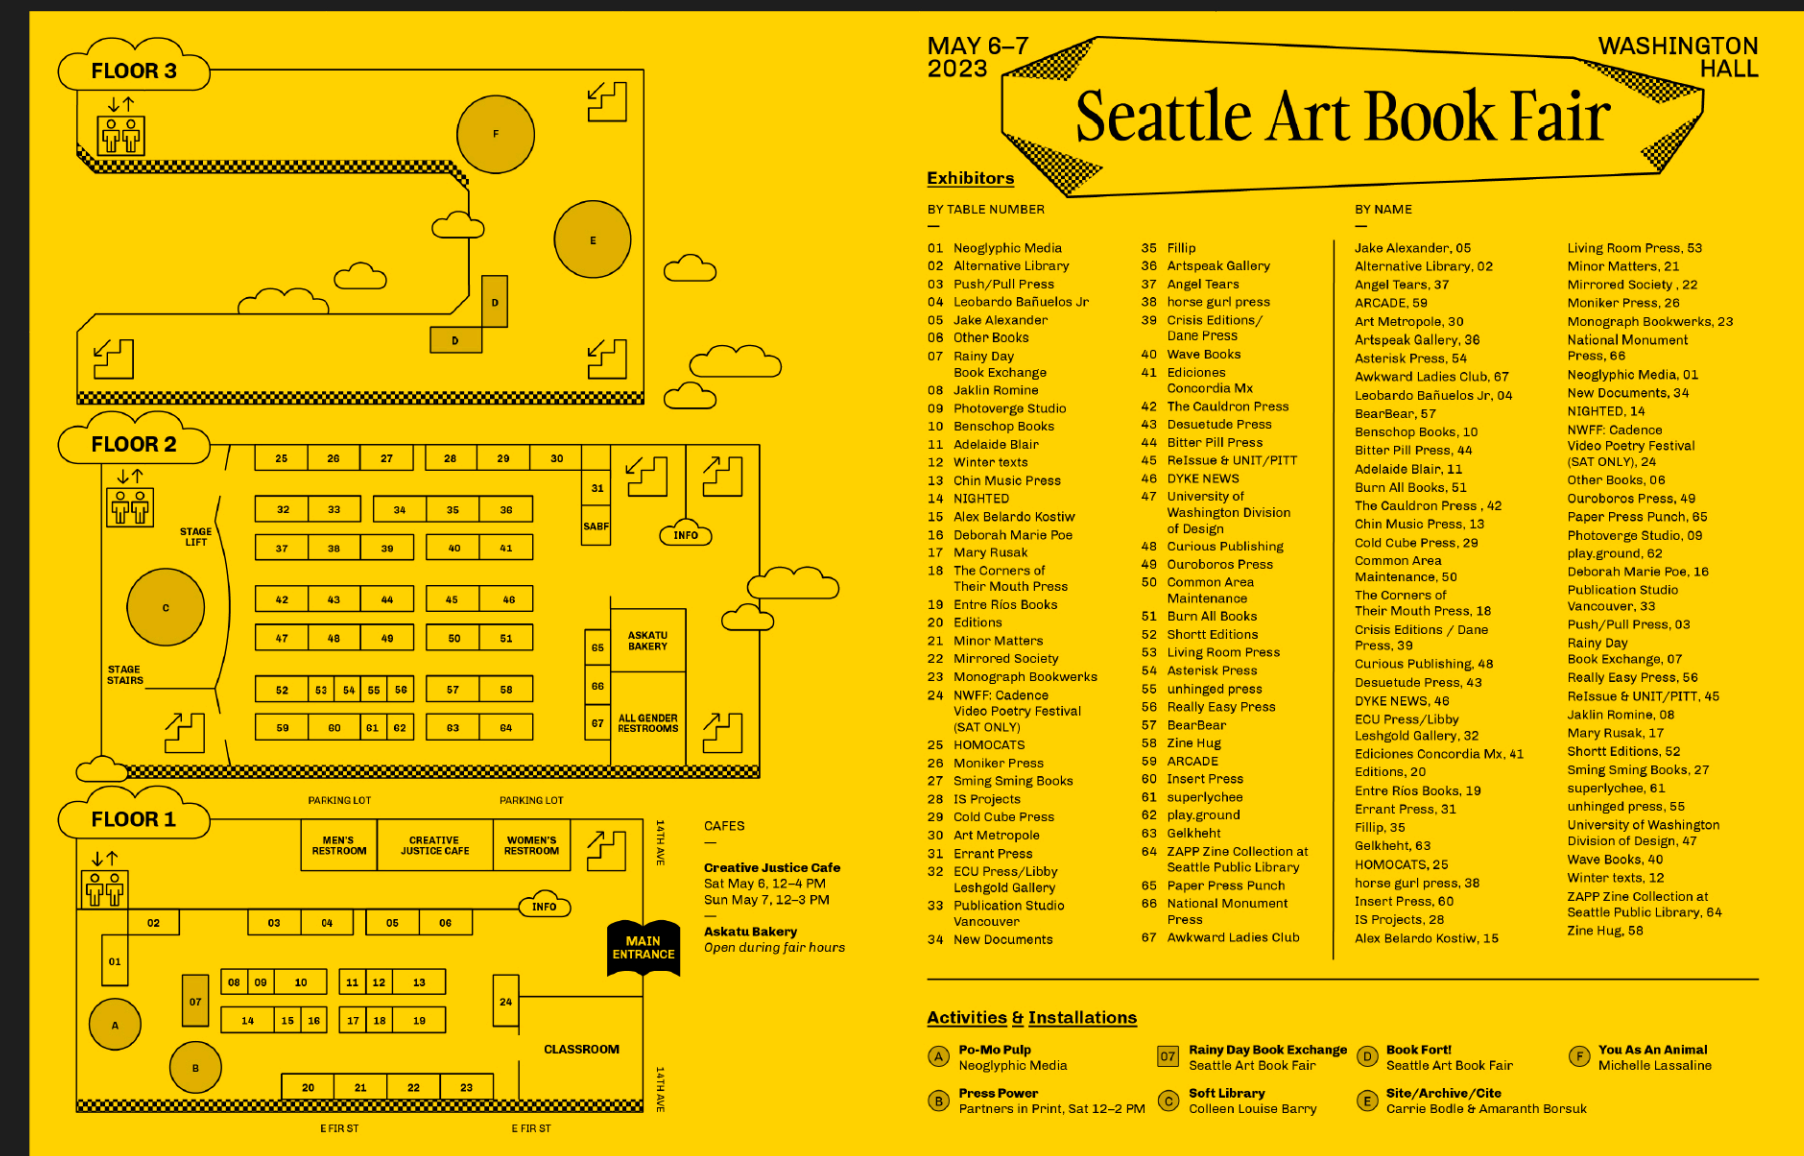 FLOOR 3
F
E
D
D
FLOOR 2
25 26 27 28 29 30
31
SABF
32 33 34 35 36
INFO
STAGE
LIFT
37 38 39 40 41
C
42 43 44 45 46
47 48 49 50 51
65
66
67
ASKATU
BAKERY
STAGE
STAIRS
52 53 54 55 56 57 58
59 60 61 62 63 64
ALL GENDER
RESTROOMS
FLOOR 1
PARKING LOT
PARKING LOT
MEN'S
RESTROOM
CREATIVE
JUSTICE CAFE
WOMEN'S
RESTROOM
14TH AVE
INFO
02 03 04 05 06
01
MAIN
ENTRANCE
08 09 10 11 12 13
07
24
14 15 16 17 18 19
A
B
CLASSROOM
20 21 22 23
14TH AVE
E FIR ST
E FIR ST
CAFES
—
Creative Justice Cafe
Sat May 6, 12–4 PM
Sun May 7, 12–3 PM
—
Askatu Bakery
Open during fair hours
MAY 6–7
2023
Seattle Art Book Fair
WASHINGTON
HALL
Exhibitors
BY TABLE NUMBER
—
01 Neoglyphic Media
02 Alternative Library
03 Push/Pull Press
04 Leobardo Bañuelos Jr
05 Jake Alexander
06 Other Books
07 Rainy Day
Book Exchange
08 Jaklin Romine
09 Photoverge Studio
10 Benschop Books
11 Adelaide Blair
12 Winter texts
13 Chin Music Press
14 NIGHTED
15 Alex Belardo Kostiw
16 Deborah Marie Poe
17 Mary Rusak
18 The Corners of
Their Mouth Press
19 Entre Ríos Books
20 Editions
21 Minor Matters
22 Mirrored Society
23 Monograph Bookwerks
24 NWFF: Cadence
Video Poetry Festival
(SAT ONLY)
25 HOMOCATS
26 Moniker Press
27 Sming Sming Books
28 IS Projects
29 Cold Cube Press
30 Art Metropole
31 Errant Press
32 ECU Press/Libby
Leshgold Gallery
33 Publication Studio
Vancouver
34 New Documents
35 Fillip
36 Artspeak Gallery
37 Angel Tears
38 horse gurl press
39 Crisis Editions/
Dane Press
40 Wave Books
41 Ediciones
Concordia Mx
42 The Cauldron Press
43 Desuetude Press
44 Bitter Pill Press
45 ReIssue & UNIT/PITT
46 DYKE NEWS
47 University of
Washington Division
of Design
48 Curious Publishing
49 Ouroboros Press
50 Common Area
Maintenance
51 Burn All Books
52 Shortt Editions
53 Living Room Press
54 Asterisk Press
55 unhinged press
56 Really Easy Press
57 BearBear
58 Zine Hug
59 ARCADE
60 Insert Press
61 superlychee
62 play.ground
63 Gelkheht
64 ZAPP Zine Collection at
Seattle Public Library
65 Paper Press Punch
66 National Monument
Press
67 Awkward Ladies Club
BY NAME
—
Jake Alexander, 05
Alternative Library, 02
Angel Tears, 37
ARCADE, 59
Art Metropole, 30
Artspeak Gallery, 36
Asterisk Press, 54
Awkward Ladies Club, 67
Leobardo Bañuelos Jr, 04
BearBear, 57
Benschop Books, 10
Bitter Pill Press, 44
Adelaide Blair, 11
Burn All Books, 51
The Cauldron Press , 42
Chin Music Press, 13
Cold Cube Press, 29
Common Area
Maintenance, 50
The Corners of
Their Mouth Press, 18
Crisis Editions / Dane
Press, 39
Curious Publishing, 48
Desuetude Press, 43
DYKE NEWS, 46
ECU Press/Libby
Leshgold Gallery, 32
Ediciones Concordia Mx, 41
Editions, 20
Entre Ríos Books, 19
Errant Press, 31
Fillip, 35
Gelkheht, 63
HOMOCATS, 25
horse gurl press, 38
Insert Press, 60
IS Projects, 28
Alex Belardo Kostiw, 15
Living Room Press, 53
Minor Matters, 21
Mirrored Society , 22
Moniker Press, 26
Monograph Bookwerks, 23
National Monument
Press, 66
Neoglyphic Media, 01
New Documents, 34
NIGHTED, 14
NWFF: Cadence
Video Poetry Festival
(SAT ONLY), 24
Other Books, 06
Ouroboros Press, 49
Paper Press Punch, 65
Photoverge Studio, 09
play.ground, 62
Deborah Marie Poe, 16
Publication Studio
Vancouver, 33
Push/Pull Press, 03
Rainy Day
Book Exchange, 07
Really Easy Press, 56
ReIssue & UNIT/PITT, 45
Jaklin Romine, 08
Mary Rusak, 17
Shortt Editions, 52
Sming Sming Books, 27
superlychee, 61
unhinged press, 55
University of Washington
Division of Design, 47
Wave Books, 40
Winter texts, 12
ZAPP Zine Collection at
Seattle Public Library, 64
Zine Hug, 58
Activities & Installations
A Po-Mo Pulp
Neoglyphic Media
B Press Power
Partners in Print, Sat 12–2 PM
07 Rainy Day Book Exchange
Seattle Art Book Fair
C Soft Library
Colleen Louise Barry
D Book Fort!
Seattle Art Book Fair
E Site/Archive/Cite
Carrie Bodle & Amaranth Borsuk
F You As An Animal
Michelle Lassaline